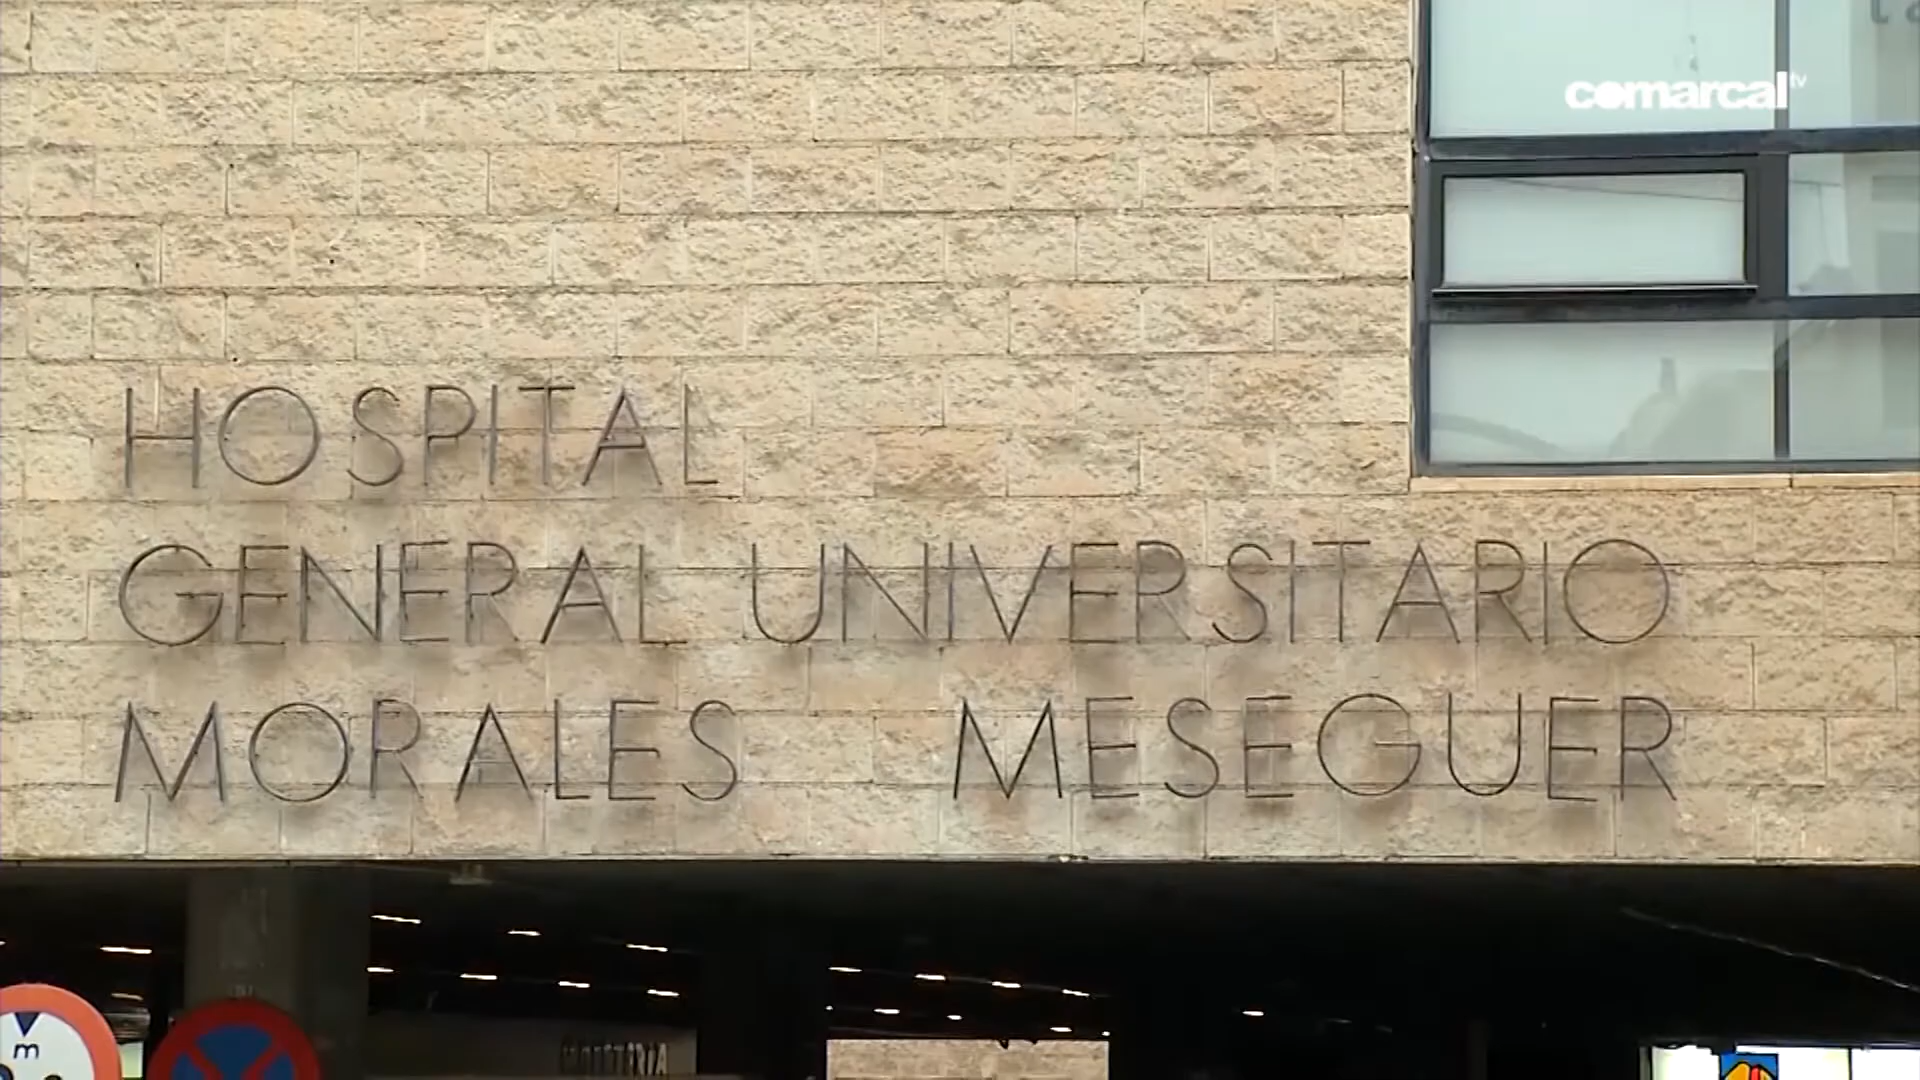 comarcal tv
HOSPITAL
GENERAL UNIVERSITARIO
MORALES MESEGUER
m